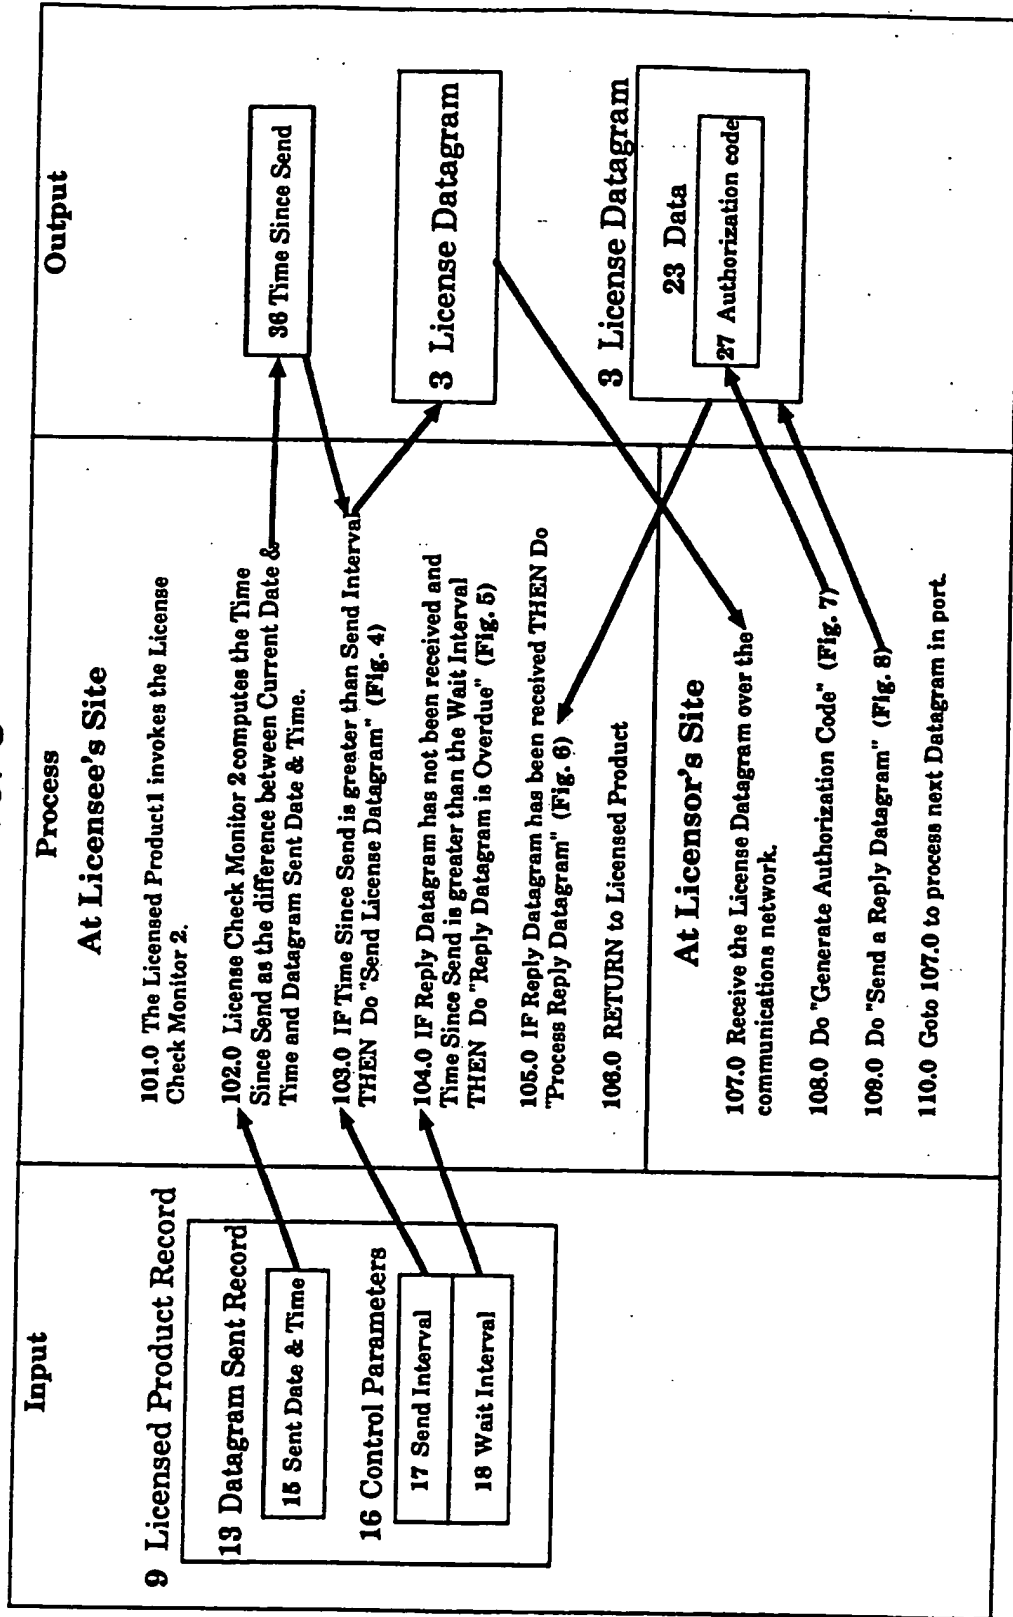 Input
9 Licensed Product Record
13 Datagram Sent Record
15 Sent Date & Time
16 Control Parameters
17 Send Interval
18 Wait Interval
Process
At Licensee's Site
101.0 The Licensed Product1 invokes the License
Check Monitor 2.
102.0 License Check Monitor 2 computes the Time
Since Send as the difference between Current Date &
Time and Datagram Sent Date & Time.
103.0 IF Time Since Send is greater than Send Interval
THEN Do "Send License Datagram" (Fig. 4)
104.0 IF Reply Datagram has not been received and
Time Since Send is greater than the Wait Interval
THEN Do "Reply Datagram is Overdue" (Fig. 5)
105.0 IF Reply Datagram has been received THEN Do
"Process Reply Datagram" (Fig. 6)
106.0 RETURN to Licensed Product
At Licensor's Site
107.0 Receive the License Datagram over the
communications network.
108.0 Do "Generate Authorization Code" (Fig. 7)
109.0 Do "Send a Reply Datagram" (Fig. 8)
110.0 Goto 107.0 to process next Datagram in port.
Output
36 Time Since Send
3 License Datagram
3 License Datagram
23 Data
27 Authorization code